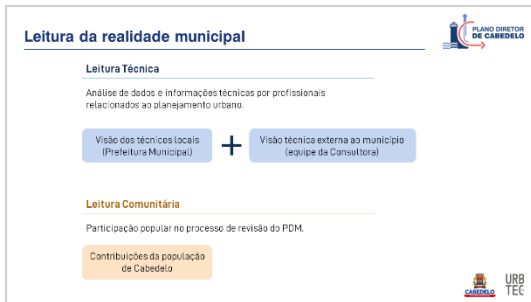 Leitura da realidade municipal
PLANO DIRETOR
DE CABEDELO
Leitura Técnica
Análise de dados e informações técnicas por profissionais
relacionados ao planejamento urbano.
Visão dos técnicos locais
(Prefeitura Municipal)
+
Visão técnica externa ao município
(equipe da Consultora)
Leitura Comunitária
Participação popular no processo de revisão do PDM.
Contribuições da população
de Cabedelo
CABEDELO
URB
TEC